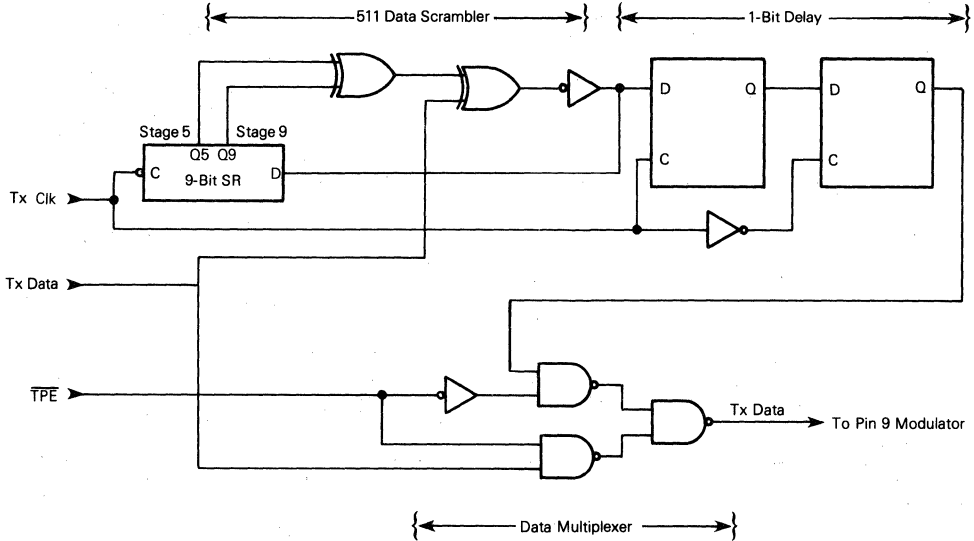 511 Data Scrambler
1-Bit Delay
Stage 5
Stage 9
Q5
Q9
C
9-Bit SR
D
D
Q
C
D
Q
C
Tx Clk
Tx Data
TPE
Tx Data
To Pin 9 Modulator
Data Multiplexer